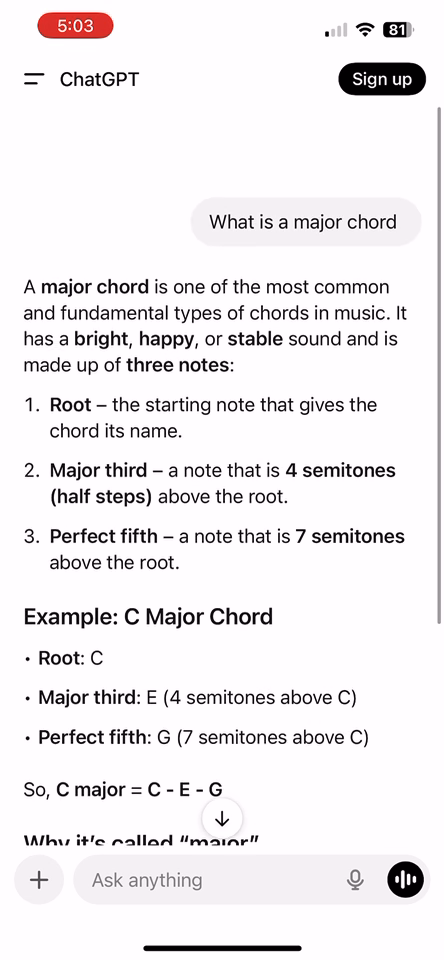 5:03
81
ChatGPT
Sign up
What is a major chord
A major chord is one of the most common
and fundamental types of chords in music. It
has a bright, happy, or stable sound and is
made up of three notes:
1. Root – the starting note that gives the
chord its name.
2. Major third – a note that is 4 semitones
(half steps) above the root.
3. Perfect fifth – a note that is 7 semitones
above the root.
Example: C Major Chord
• Root: C
• Major third: E (4 semitones above C)
• Perfect fifth: G (7 semitones above C)
So, C major = C - E - G
Why it's called “major”
Ask anything